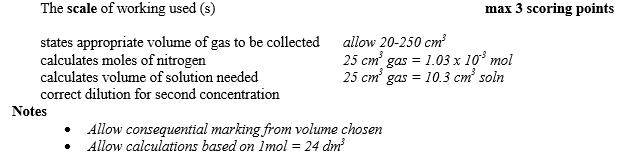 The scale of working used (s) max 3 scoring points
states appropriate volume of gas to be collected allow 20-250 cm³
calculates moles of nitrogen 25 cm³ gas = 1.03 x 10⁻³ mol
calculates volume of solution needed 25 cm³ gas = 10.3 cm³ soln
correct dilution for second concentration
Notes
• Allow consequential marking from volume chosen
• Allow calculations based on 1mol = 24 dm³